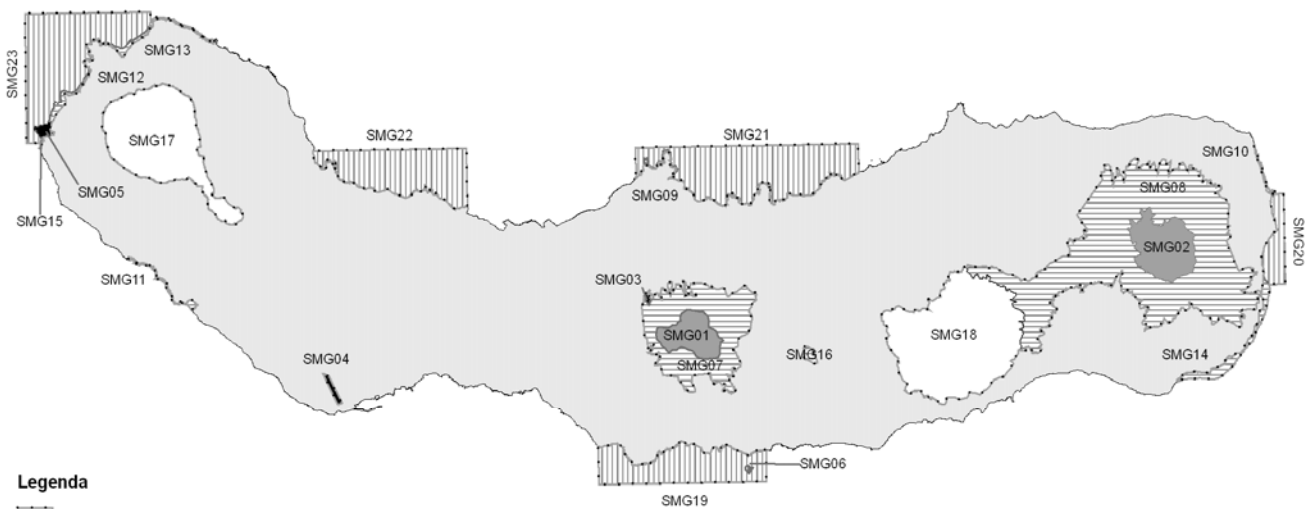 SMG23
SMG13
SMG12
SMG17
SMG22
SMG21
SMG10
SMG08
SMG09
SMG05
SMG15
SMG02
SMG20
SMG11
SMG03
SMG01
SMG18
SMG04
SMG16
SMG07
SMG14
SMG06
Legenda
SMG19